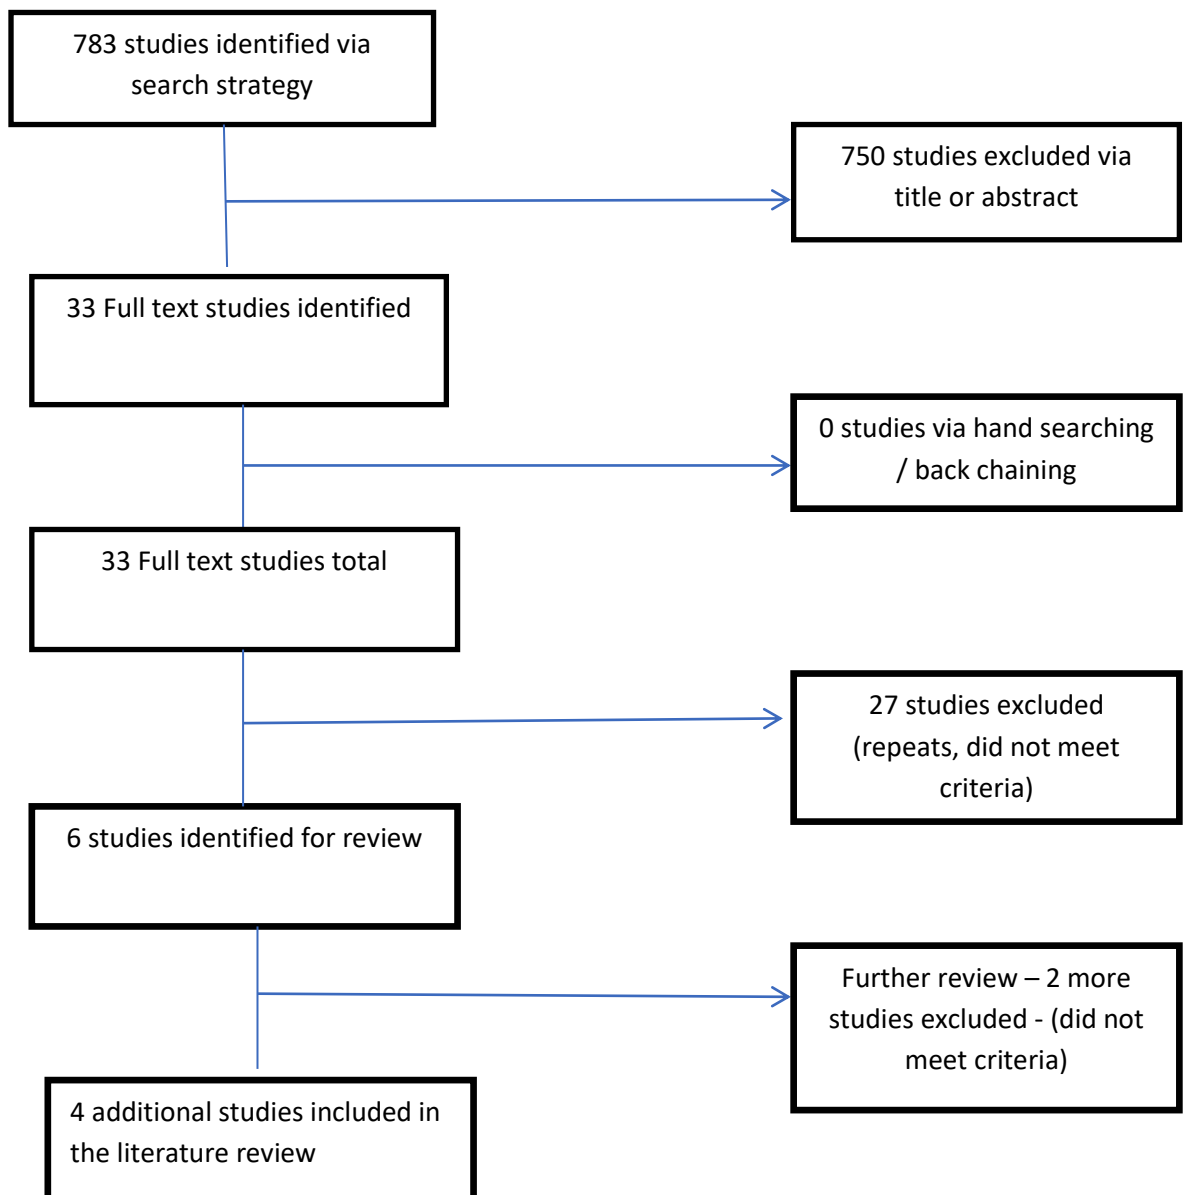 783 studies identified via
search strategy
750 studies excluded via
title or abstract
33 Full text studies identified
0 studies via hand searching
/ back chaining
33 Full text studies total
27 studies excluded
(repeats, did not meet
criteria)
6 studies identified for review
Further review – 2 more
studies excluded - (did not
meet criteria)
4 additional studies included in
the literature review